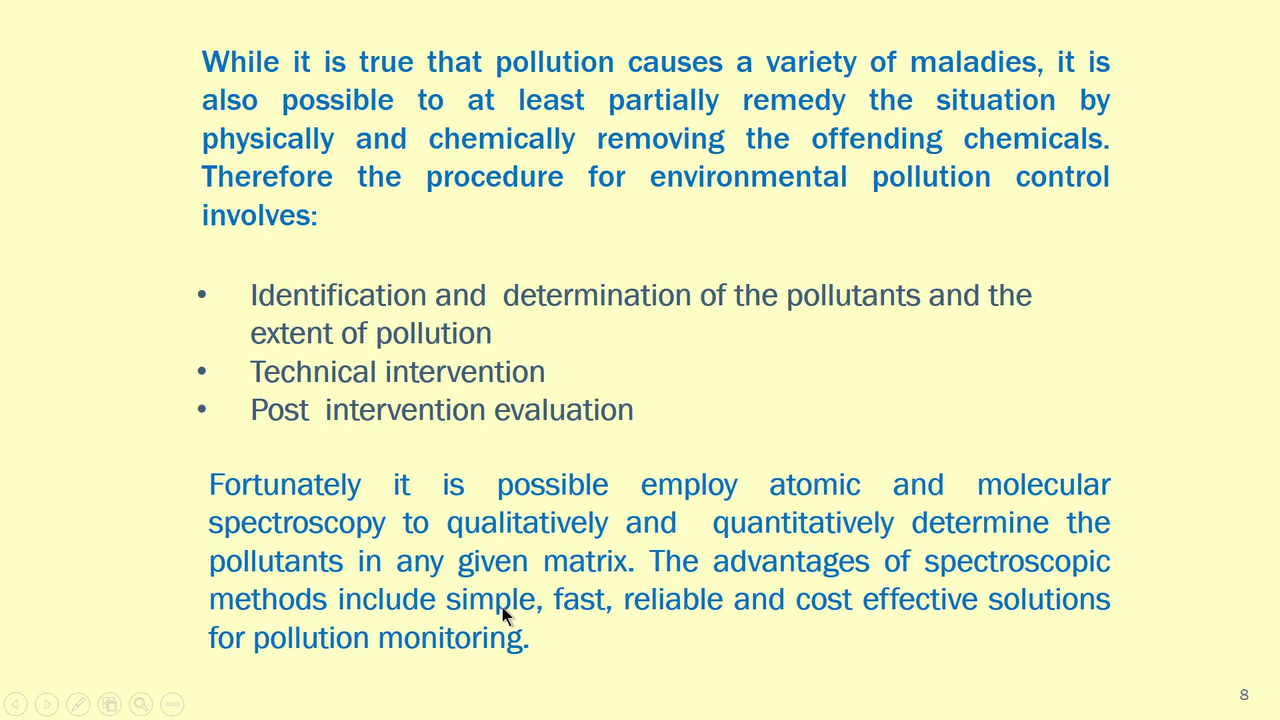 While it is true that pollution causes a variety of maladies, it is
also possible to at least partially remedy the situation by
physically and chemically removing the offending chemicals.
Therefore the procedure for environmental pollution control
involves:
• Identification and  determination of the pollutants and the
extent of pollution
• Technical intervention
• Post  intervention evaluation
Fortunately it is possible employ atomic and molecular
spectroscopy to qualitatively and  quantitatively determine the
pollutants in any given matrix. The advantages of spectroscopic
methods include simple, fast, reliable and cost effective solutions
for pollution monitoring.
8